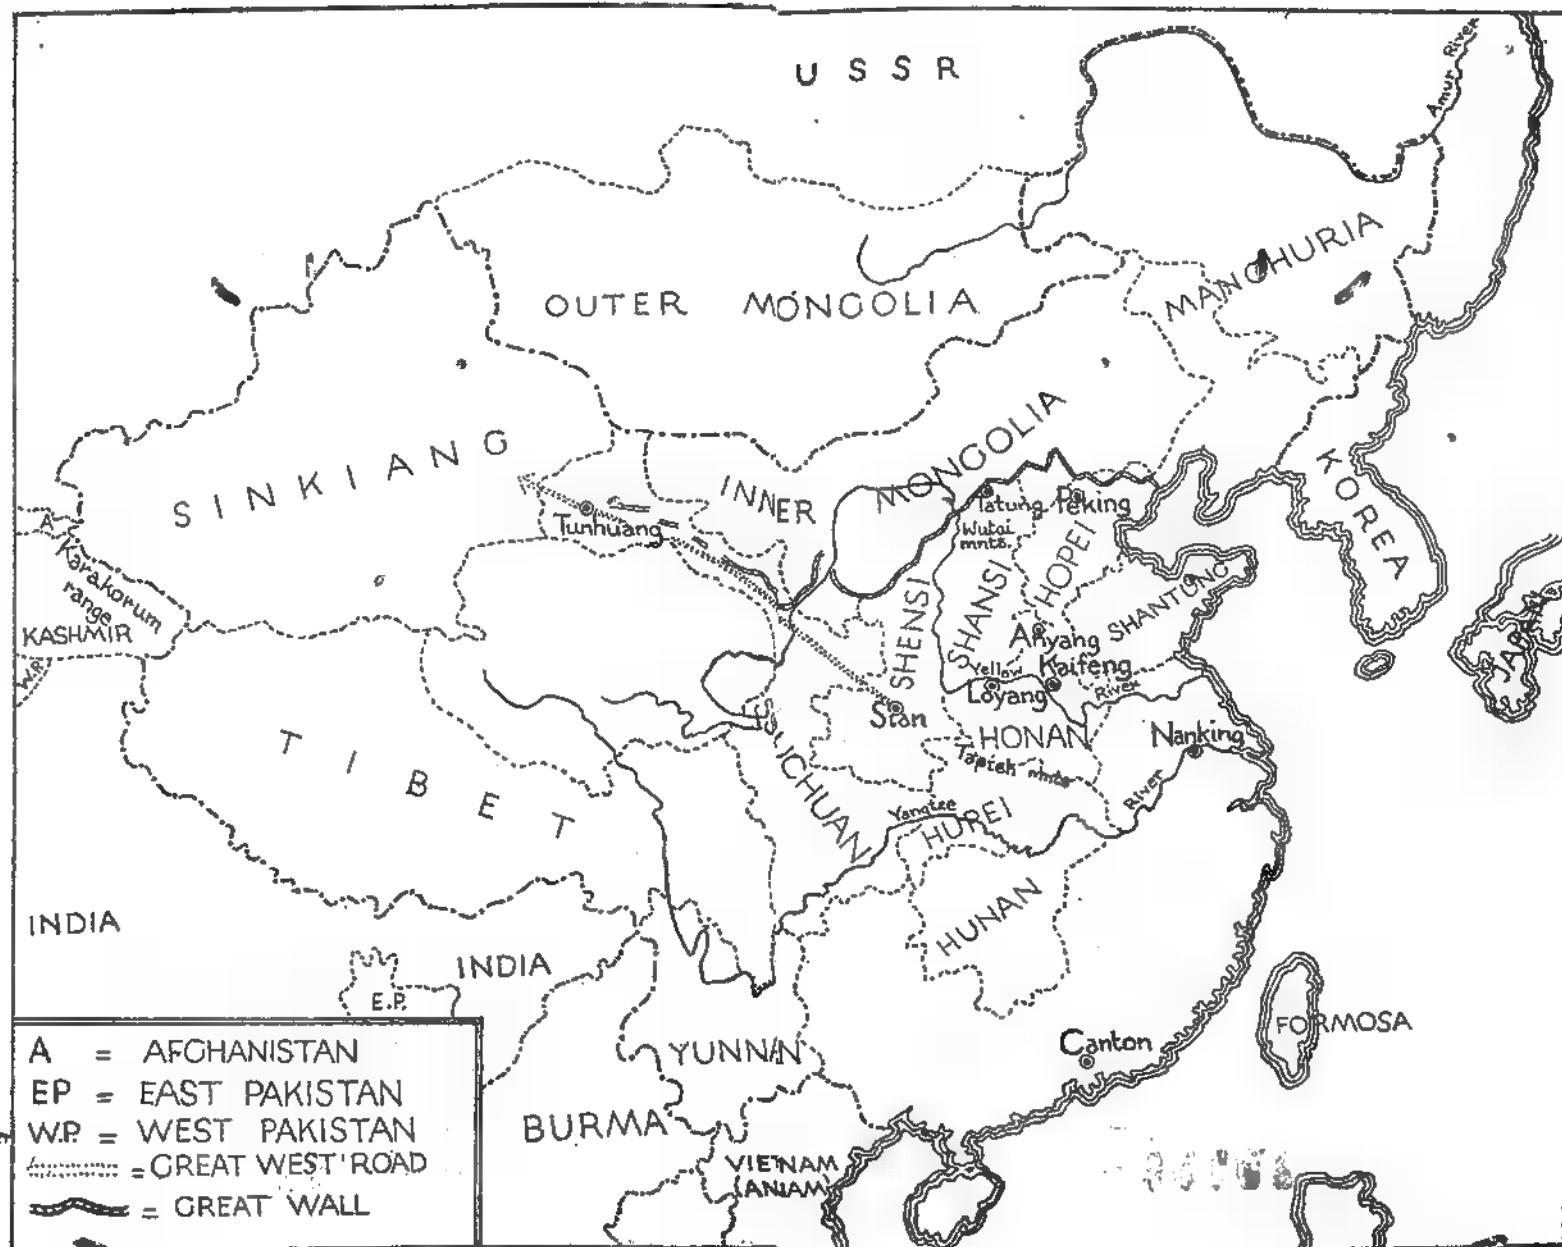 USSR
Amur River
MANCHURIA
OUTER MONGOLIA
SINKIANG
INNER MONGOLIA
KOREA
Tunhuang
Tatung
Peking
Wutai
mnts.
A
Karakorum
range
KASHMIR
W.P.
HOPEI
SHANSI
SHENSI
SHANTUNG
JAPAN
Anyang
Kaifeng
Yellow River
Loyang
Sian
HONAN
Nanking
TIBET
Tapieh mnts
Yangtze River
HUPEI
HUNAN
INDIA
INDIA
E.P.
FORMOSA
Canton
YUNNAN
BURMA
VIETNAM
A = AFGHANISTAN
EP = EAST PAKISTAN
W.P. = WEST PAKISTAN
= GREAT WEST ROAD
= GREAT WALL